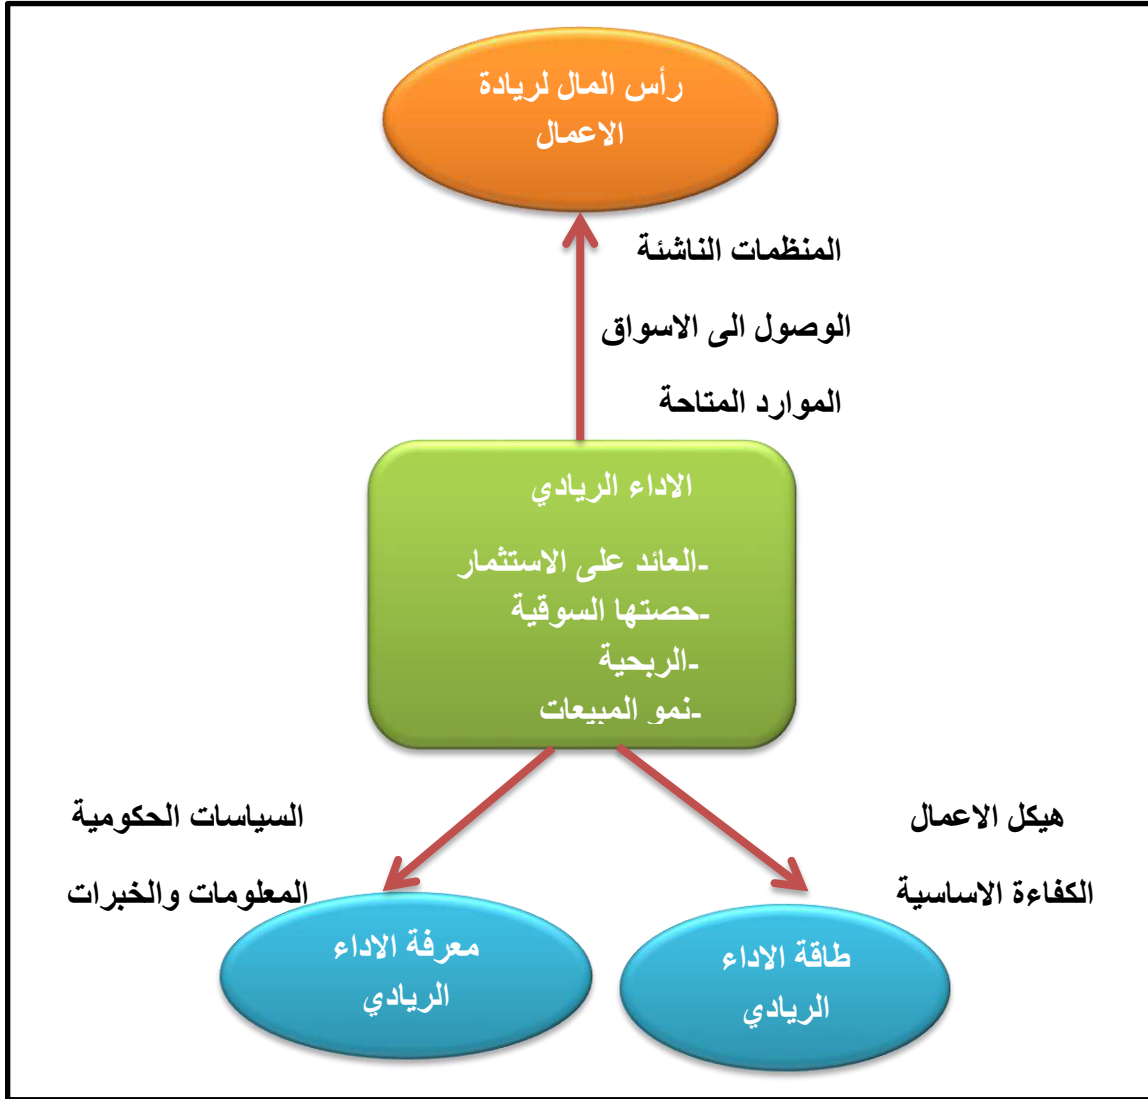 رأس المال لريادة
الاعمال
المنظمات الناشئة
الوصول الى الاسواق
الموارد المتاحة
الاداء الريادي
-العائد على الاستثمار
-حصتها السوقية
-الربحية
-نمو المبيعات
هيكل الاعمال
الكفاءة الاساسية
السياسات الحكومية
المعلومات والخبرات
طاقة الاداء
الريادي
معرفة الاداء
الريادي